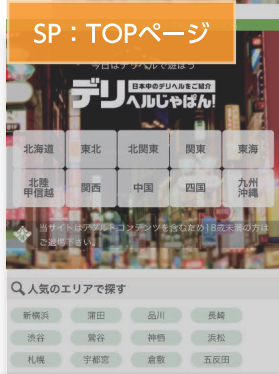 SP：TOPページ
今日はデリヘルで遊ぼう
日本中のデリヘルをご紹介
デリヘルじゃぱん!
北海道 東北 北関東 関東 東海
北陸甲信越 関西 中国 四国 九州沖縄
当サイトはアダルトコンテンツを含むため18歳未満の方は
ご退場下さい。
人気のエリアで探す
新横浜 蒲田 品川 長崎
渋谷 鶯谷 神栖 浜松
札幌 宇都宮 倉敷 五反田